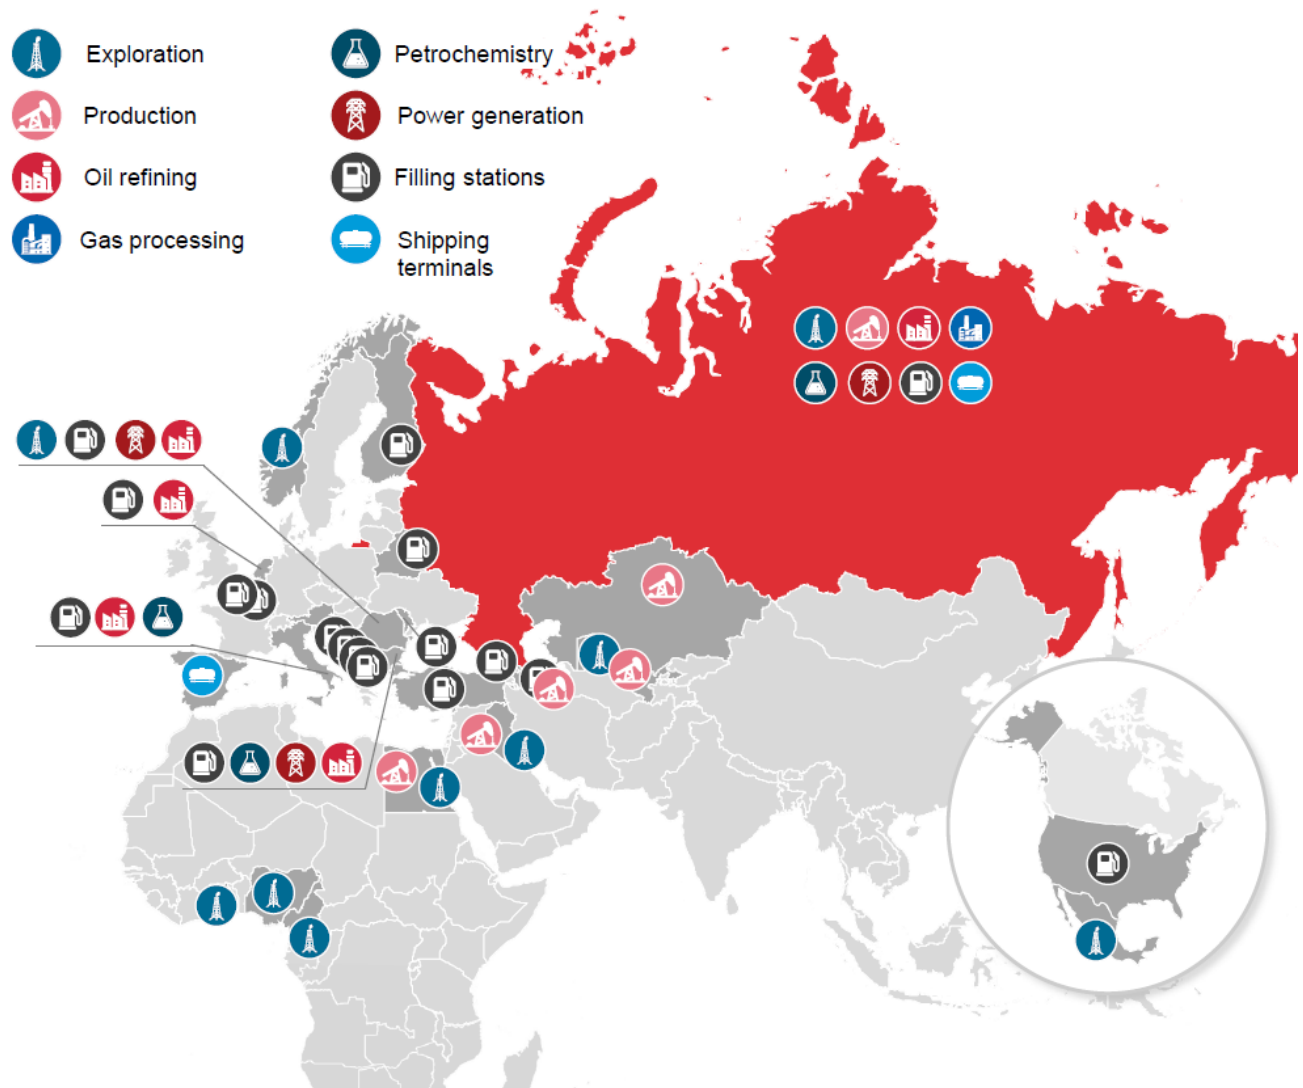 Exploration
Production
Oil refining
Gas processing
Petrochemistry
Power generation
Filling stations
Shipping
terminals